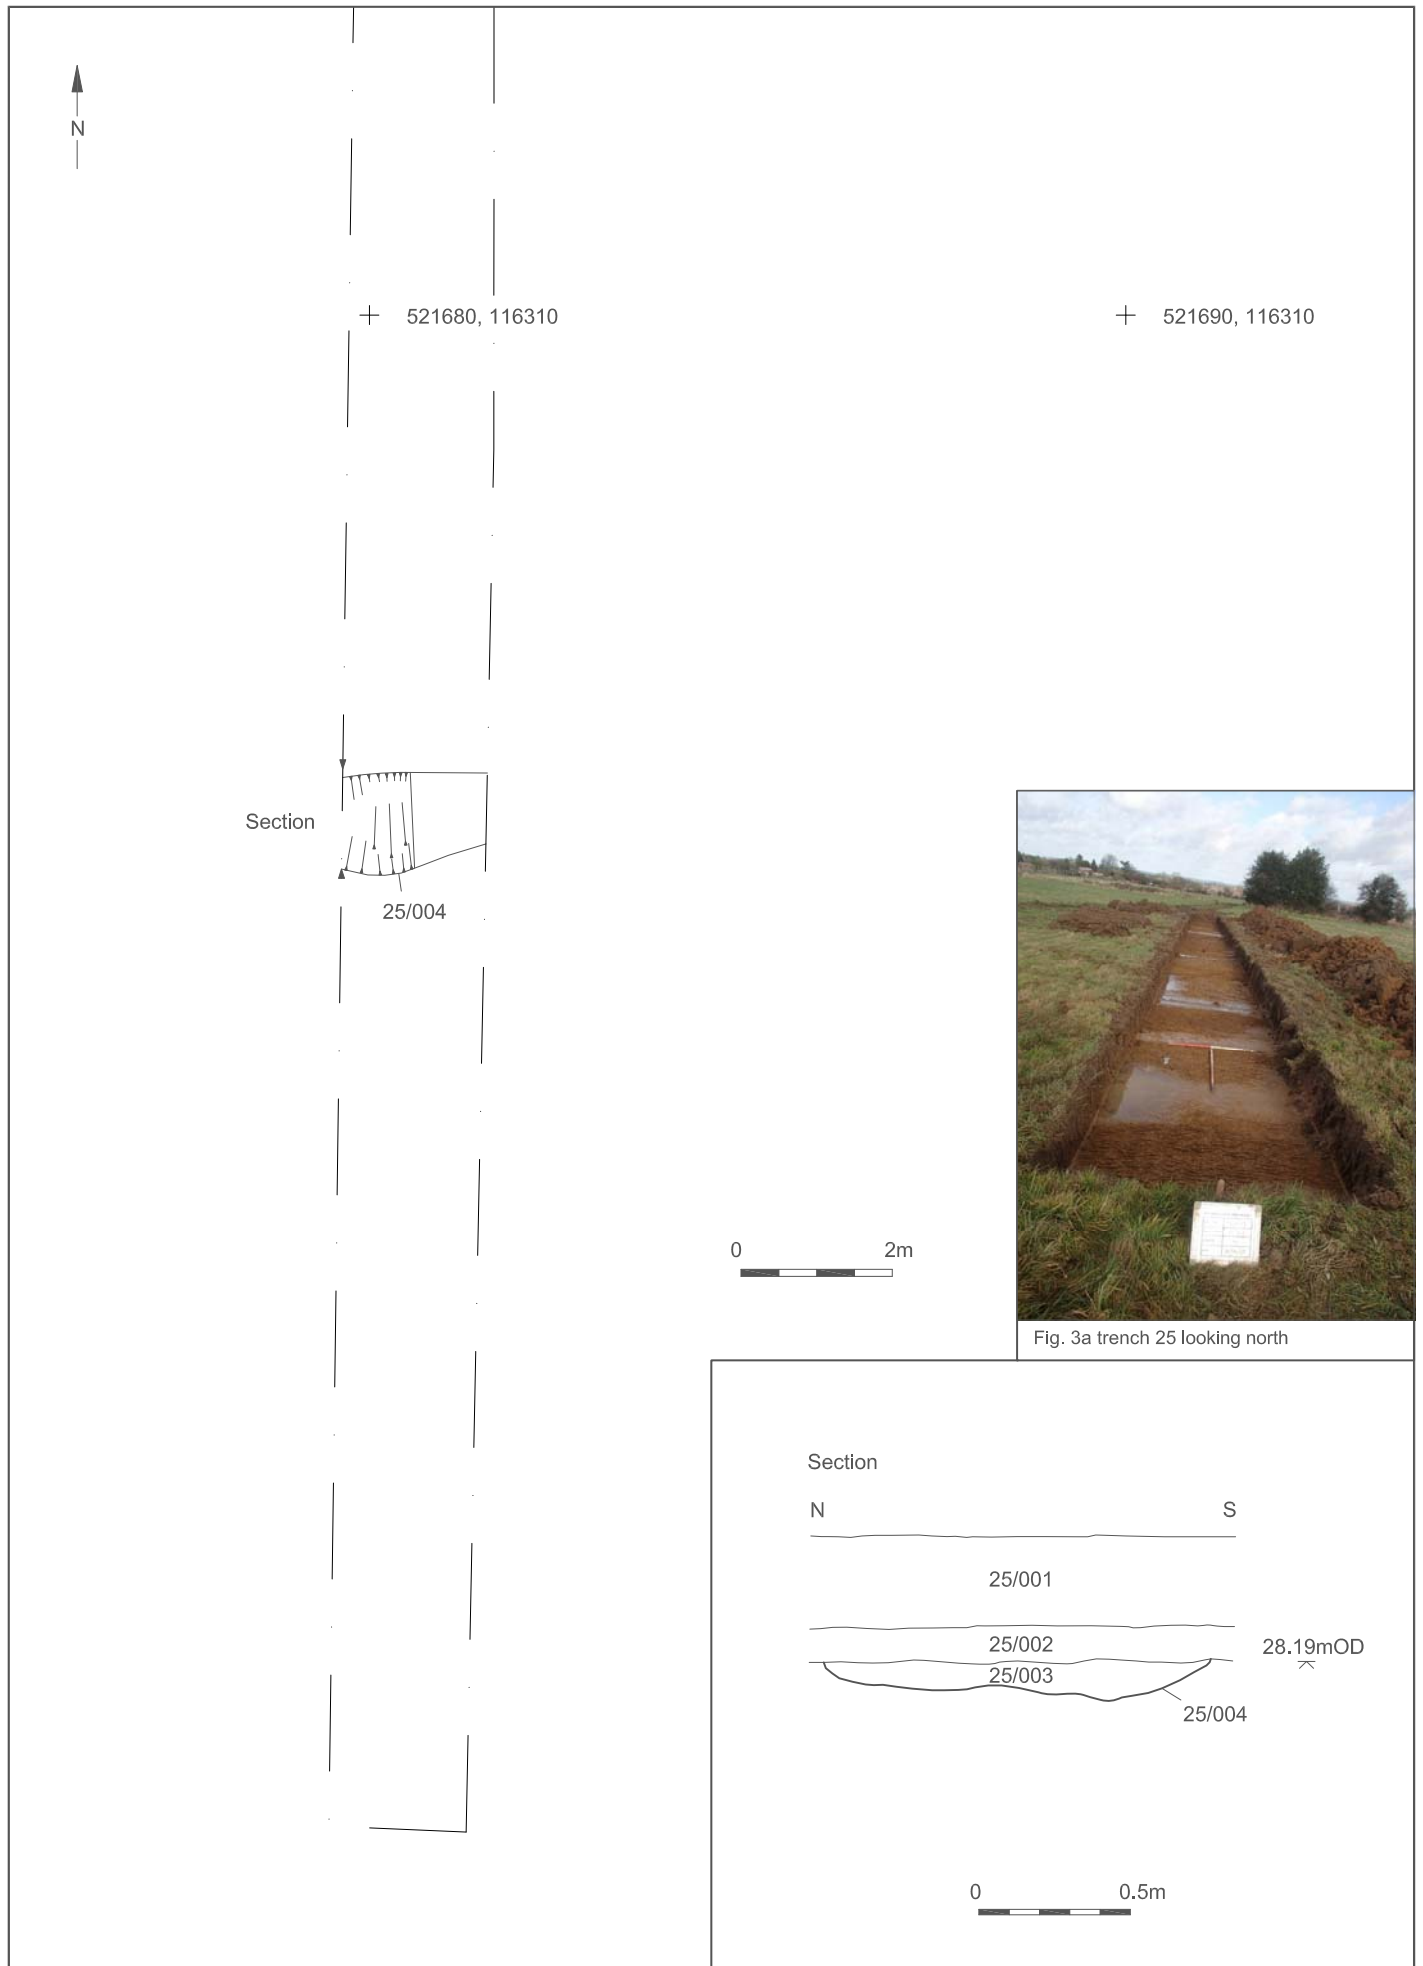 N
521680, 116310
521690, 116310
Section
25/004
0 2m
Fig. 3a trench 25 looking north
Section
N S
25/001
25/002
28.19mOD
25/003
25/004
0 0.5m